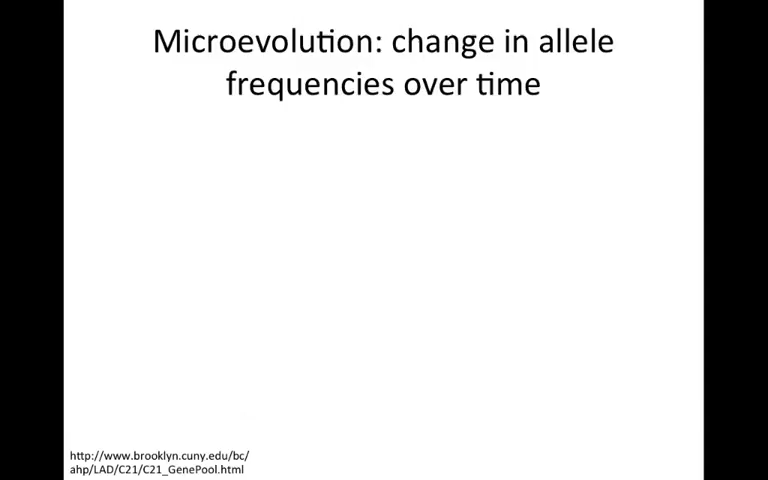 Microevolution: change in allele
frequencies over time
http://www.brooklyn.cuny.edu/bc/
ahp/LAD/C21/C21_GenePool.html